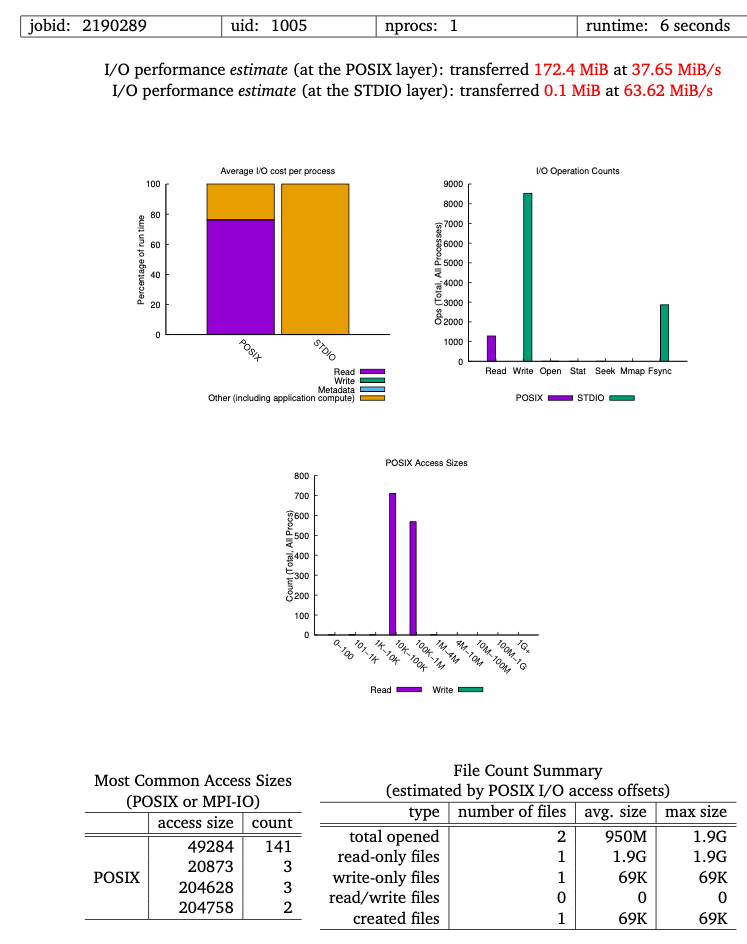 jobid: 2190289 uid: 1005 nprocs: 1 runtime: 6 seconds
I/O performance estimate (at the POSIX layer): transferred 172.4 MiB at 37.65 MiB/s
I/O performance estimate (at the STDIO layer): transferred 0.1 MiB at 63.62 MiB/s
Average I/O cost per process
Percentage of run time
100
80
60
40
20
0
POSIX
STDIO
Read
Write
Metadata
Other (including application compute)
I/O Operation Counts
Ops (Total, All Processes)
9000
8000
7000
6000
5000
4000
3000
2000
1000
0
Read Write Open Stat Seek Mmap Fsync
POSIX STDIO
POSIX Access Sizes
Count (Total, All Procs)
800
700
600
500
400
300
200
100
0
0–100
101–1K
1K–10K
10K–100K
100K–1M
1M–4M
4M–10M
10M–100M
100M–1G
1G+
Read Write
Most Common Access Sizes
(POSIX or MPI-IO)
access size count
POSIX
49284 141
20873 3
204628 3
204758 2
File Count Summary
(estimated by POSIX I/O access offsets)
type number of files avg. size max size
total opened 2 950M 1.9G
read-only files 1 1.9G 1.9G
write-only files 1 69K 69K
read/write files 0 0 0
created files 1 69K 69K